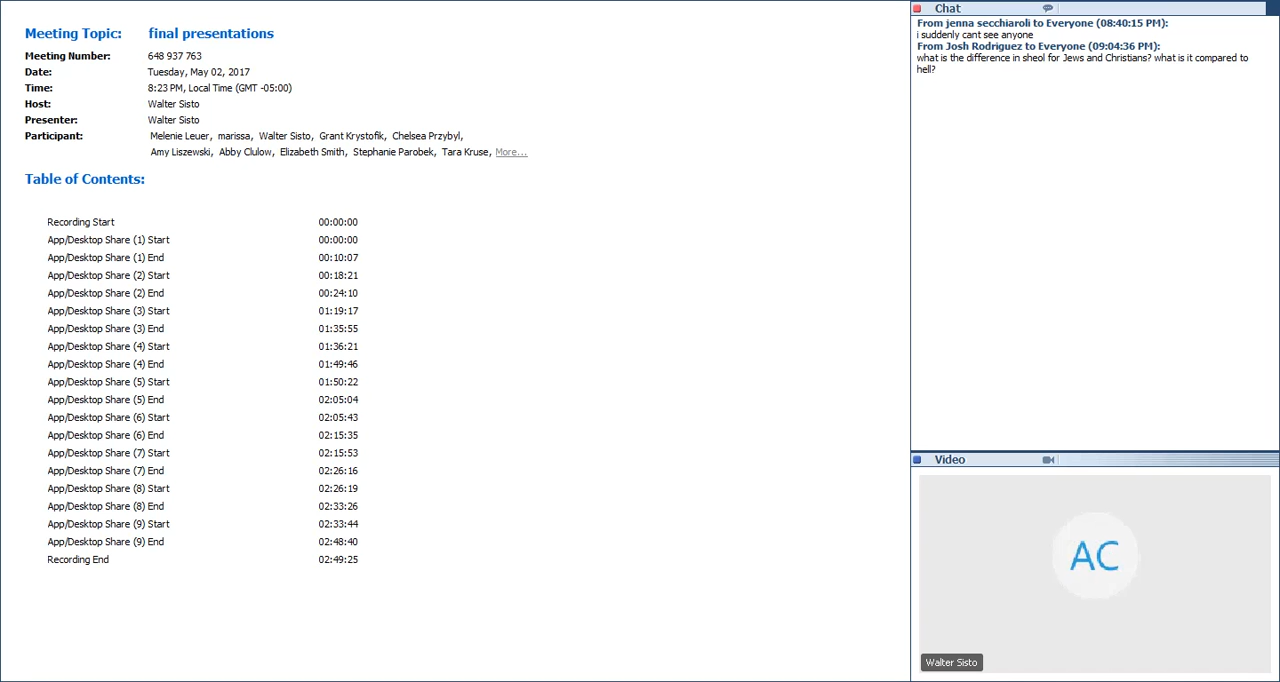 Meeting Topic: final presentations
Meeting Number: 648 937 763
Date: Tuesday, May 02, 2017
Time: 8:23 PM, Local Time (GMT -05:00)
Host: Walter Sisto
Presenter: Walter Sisto
Participant: Melenie Leuer, marissa, Walter Sisto, Grant Krystofik, Chelsea Przybyl,
Amy Liszewski, Abby Clulow, Elizabeth Smith, Stephanie Parobek, Tara Kruse, More...
Table of Contents:
Recording Start 00:00:00
App/Desktop Share (1) Start 00:00:00
App/Desktop Share (1) End 00:10:07
App/Desktop Share (2) Start 00:18:21
App/Desktop Share (2) End 00:24:10
App/Desktop Share (3) Start 01:19:17
App/Desktop Share (3) End 01:35:55
App/Desktop Share (4) Start 01:36:21
App/Desktop Share (4) End 01:49:46
App/Desktop Share (5) Start 01:50:22
App/Desktop Share (5) End 02:05:04
App/Desktop Share (6) Start 02:05:43
App/Desktop Share (6) End 02:15:35
App/Desktop Share (7) Start 02:15:53
App/Desktop Share (7) End 02:26:16
App/Desktop Share (8) Start 02:26:19
App/Desktop Share (8) End 02:33:26
App/Desktop Share (9) Start 02:33:44
App/Desktop Share (9) End 02:48:40
Recording End 02:49:25
Chat
From jenna secchiaroli to Everyone (08:40:15 PM):
i suddenly cant see anyone
From Josh Rodriguez to Everyone (09:04:36 PM):
what is the difference in sheol for Jews and Christians? what is it compared to
hell?
Video
AC
Walter Sisto